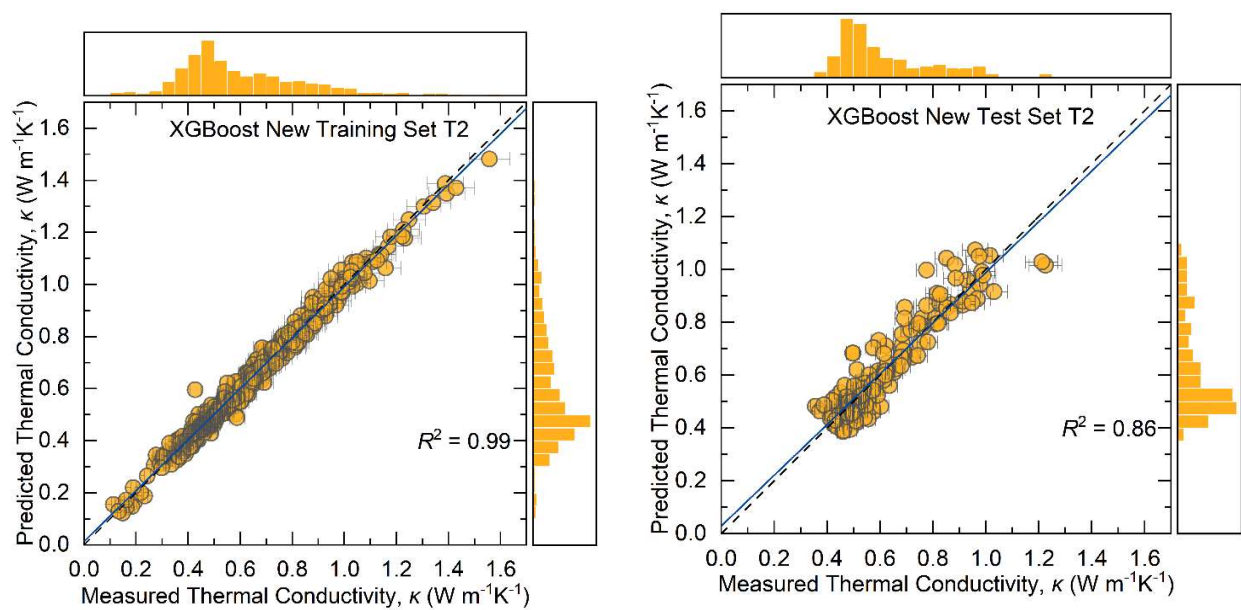 XGBoost New Training Set T2
1.6
1.4
1.2
1.0
0.8
0.6
0.4
0.2
0.0
Predicted Thermal Conductivity, κ (W m⁻¹K⁻¹)
R² = 0.99
0.0 0.2 0.4 0.6 0.8 1.0 1.2 1.4 1.6
Measured Thermal Conductivity, κ (W m⁻¹K⁻¹)
XGBoost New Test Set T2
1.6
1.4
1.2
1.0
0.8
0.6
0.4
0.2
0.0
Predicted Thermal Conductivity, κ (W m⁻¹K⁻¹)
R² = 0.86
0.0 0.2 0.4 0.6 0.8 1.0 1.2 1.4 1.6
Measured Thermal Conductivity, κ (W m⁻¹K⁻¹)